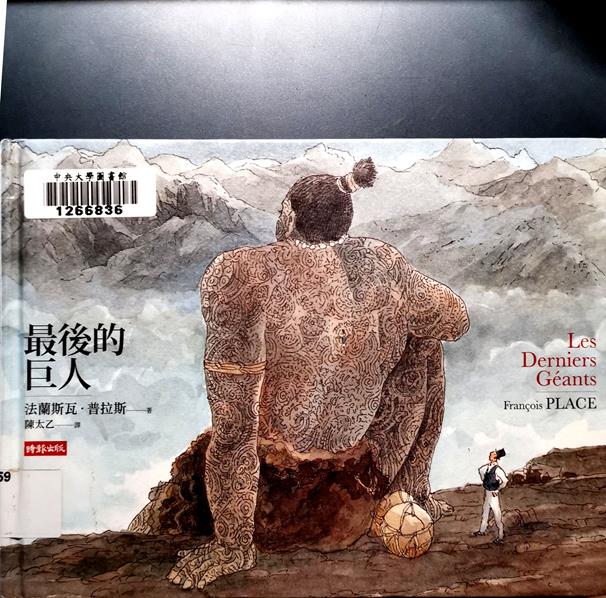 中央大學圖書館
1266836
最後的
巨人
法蘭斯瓦·普拉斯——著
陳太乙——譯
時報出版
59
Les
Derniers
Géants
François PLACE